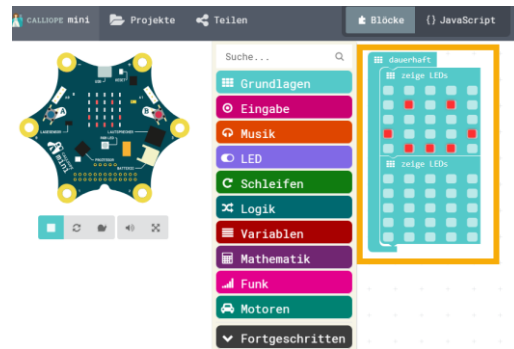 CALLIOPE mini Projekte Teilen Blöcke {} JavaScript
Suche...
Grundlagen
Eingabe
Musik
LED
Schleifen
Logik
Variablen
Mathematik
Funk
Motoren
Fortgeschritten
dauerhaft
zeige LEDs
zeige LEDs
A
B